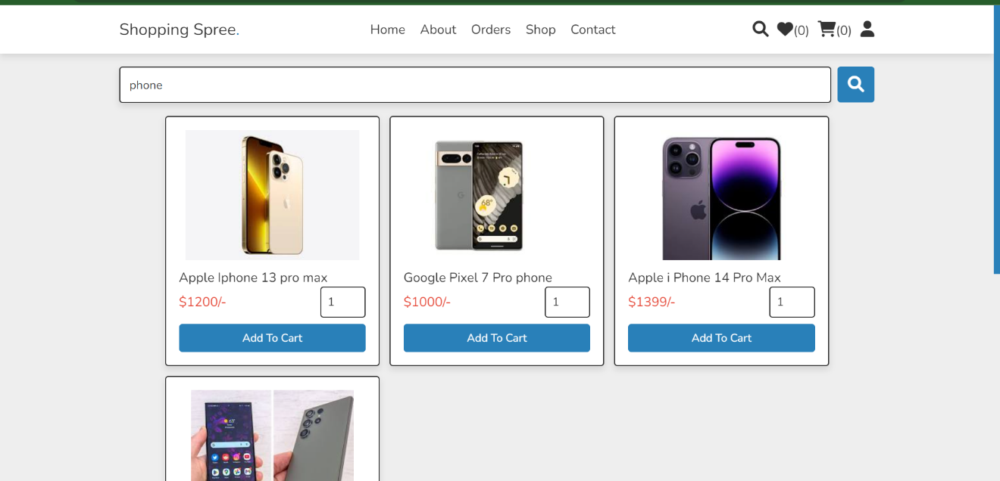 Shopping Spree.
Home About Orders Shop Contact
(0) (0)
phone
Apple Iphone 13 pro max
$1200/-
1
Add To Cart
Google Pixel 7 Pro phone
$1000/-
1
Add To Cart
Apple i Phone 14 Pro Max
$1399/-
1
Add To Cart
68°